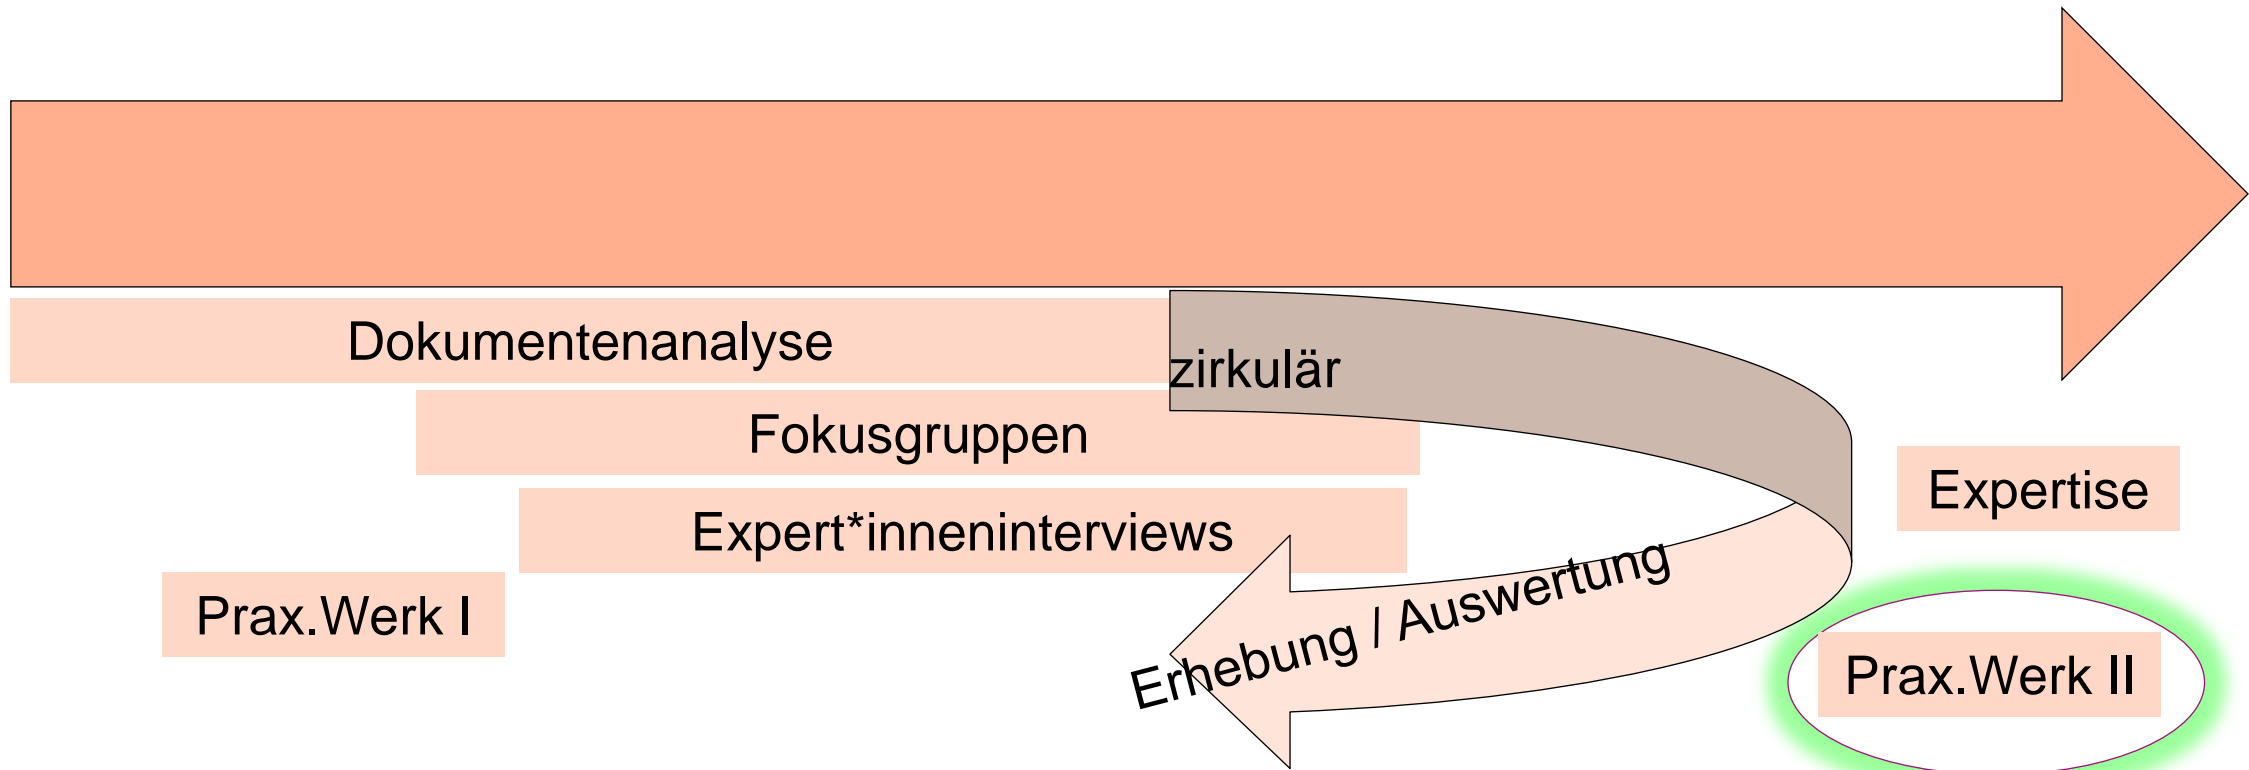 Dokumentenanalyse
zirkulär
Fokusgruppen
Expertise
Expert*inneninterviews
Erhebung / Auswertung
Prax.Werk I
Prax.Werk II